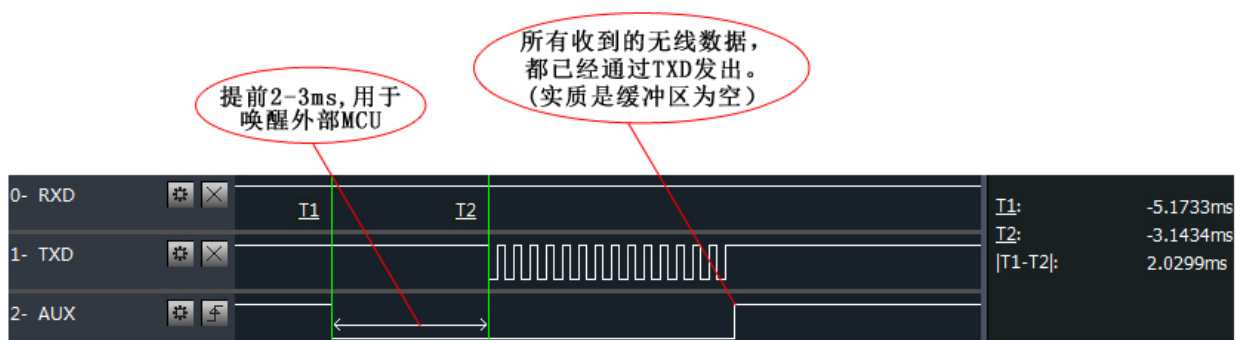 所有收到的无线数据，
都已经通过TXD发出。
(实质是缓冲区为空)
提前2-3ms,用于
唤醒外部MCU
0- RXD
T1
T2
T1:
-5.1733ms
T2:
-3.1434ms
1- TXD
|T1-T2|:
2.0299ms
2- AUX